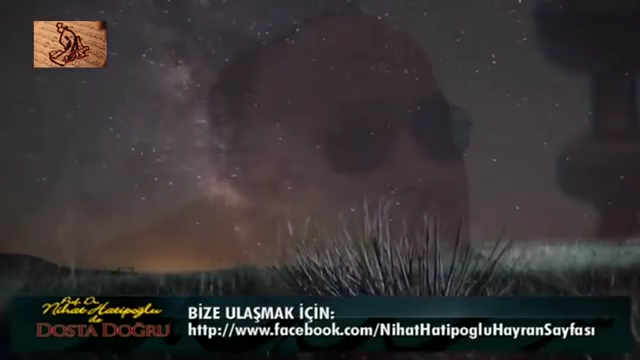 Prof. Dr.
Nihat Hatipoğlu
ile
DOSTA DOĞRU
BİZE ULAŞMAK İÇİN:
http://www.facebook.com/NihatHatipogluHayranSayfası